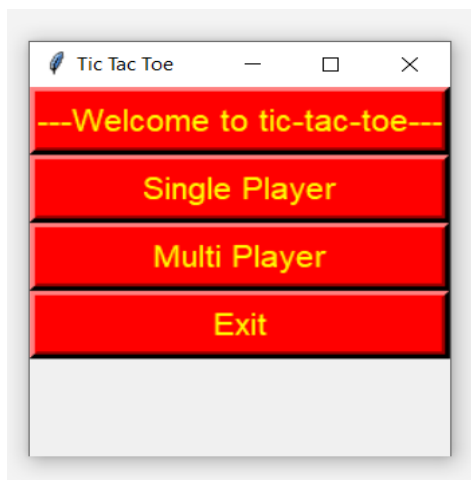 Tic Tac Toe
---Welcome to tic-tac-toe---
Single Player
Multi Player
Exit